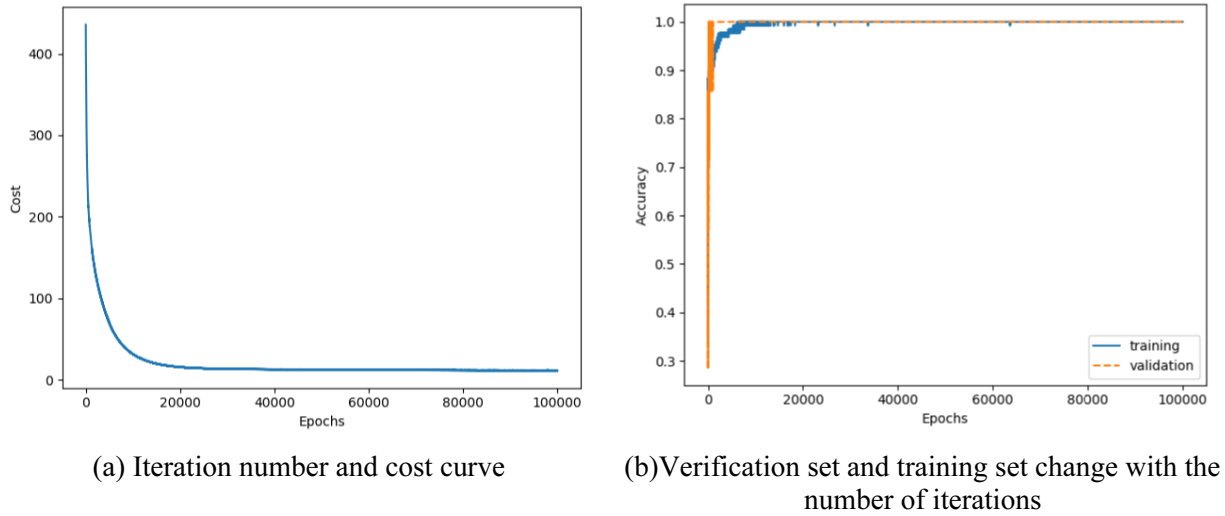 400
300
200
100
0
Cost
0 20000 40000 60000 80000 100000
Epochs
(a) Iteration number and cost curve
1.0
0.9
0.8
0.7
0.6
0.5
0.4
0.3
Accuracy
training
validation
0 20000 40000 60000 80000 100000
Epochs
(b)Verification set and training set change with the
number of iterations